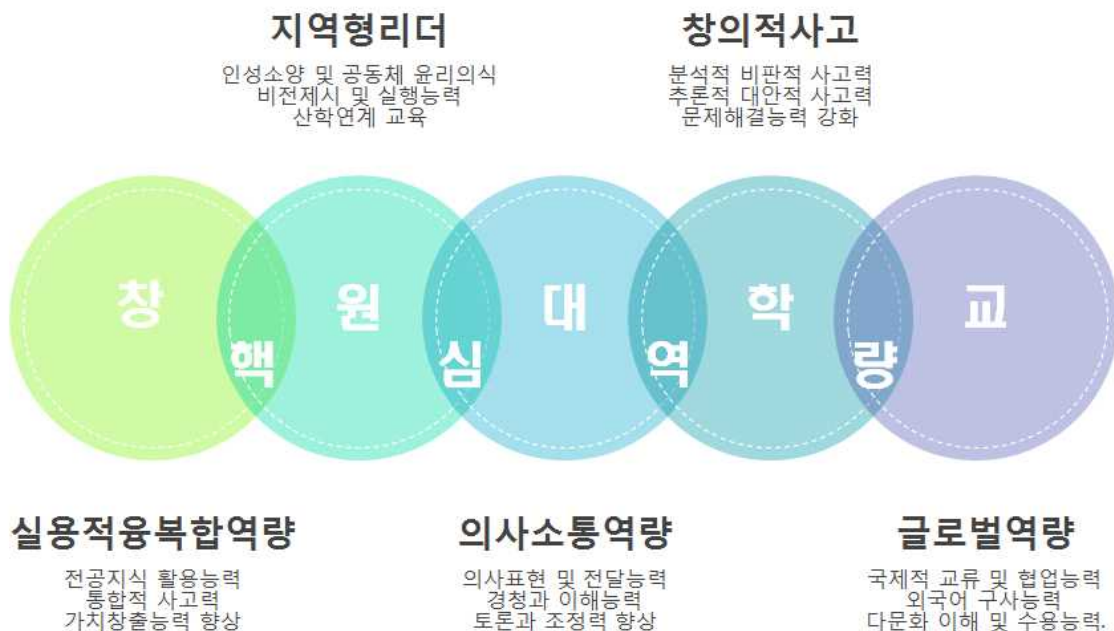 지역형리더
인성소양 및 공동체 윤리의식
비전제시 및 실행능력
산학연계 교육
창의적사고
분석적 비판적 사고력
추론적 대안적 사고력
문제해결능력 강화
창 원 대 학 교
핵 심 역 량
실용적융복합역량
전공지식 활용능력
통합적 사고력
가치창출능력 향상
의사소통역량
의사표현 및 전달능력
경청과 이해능력
토론과 조정력 향상
글로벌역량
국제적 교류 및 협업능력
외국어 구사능력
다문화 이해 및 수용능력.